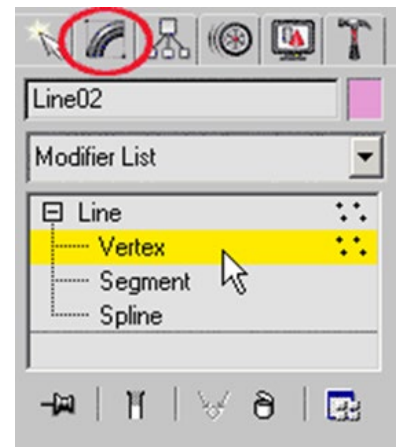 Line02
Modifier List
Line
Vertex
Segment
Spline